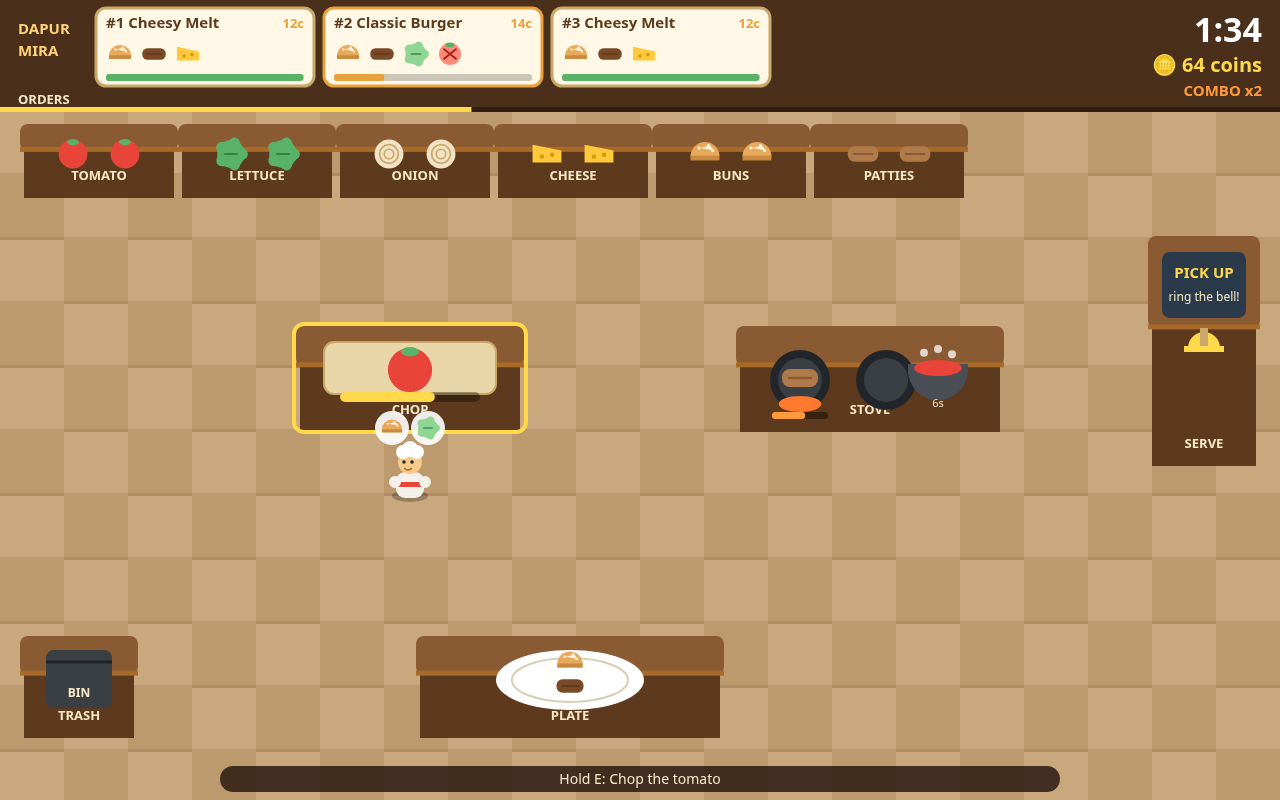 DAPUR
MIRA
ORDERS
#1 Cheesy Melt 12c
#2 Classic Burger 14c
#3 Cheesy Melt 12c
1:34
64 coins
COMBO x2
TOMATO
LETTUCE
ONION
CHEESE
BUNS
PATTIES
PICK UP
ring the bell!
CHOP
STOVE
6s
SERVE
BIN
TRASH
PLATE
Hold E: Chop the tomato